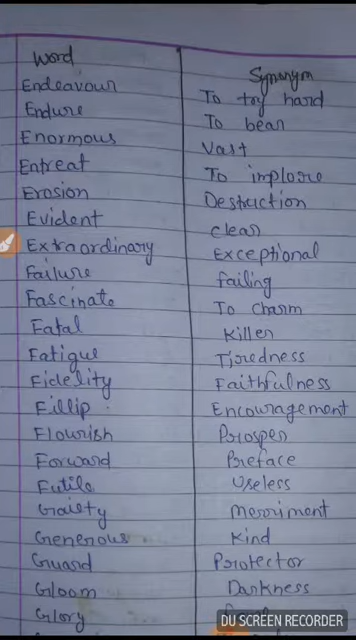 Word Synonym
Endeavour To try hard
Endure To bear
Enormous Vast
Entreat To implore
Erosion Destruction
Evident clear
Extraordinary Exceptional
Failure failing
Fascinate To charm
Fatal Killer
Fatigue Tiredness
Fidelity Faithfulness
Fillip Encouragement
Flourish Prosper
Forward Preface
Futile Useless
Gaiety merriment
Generous Kind
Guard Protector
Gloom Darkness
Glory
DU SCREEN RECORDER